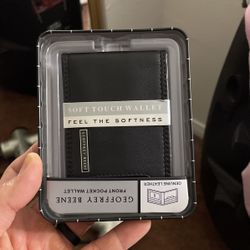 SOFT TOUCH WALLET
FEEL THE SOFTNESS
GEOFFREY BEENE
FRONT POCKET WALLET
GENUINE LEATHER